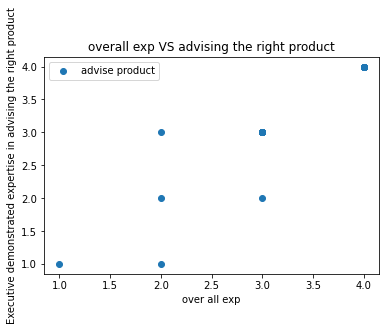 overall exp VS advising the right product
advise product
Executive demonstrated expertise in advising the right product
4.0
3.5
3.0
2.5
2.0
1.5
1.0
1.0 1.5 2.0 2.5 3.0 3.5 4.0
over all exp